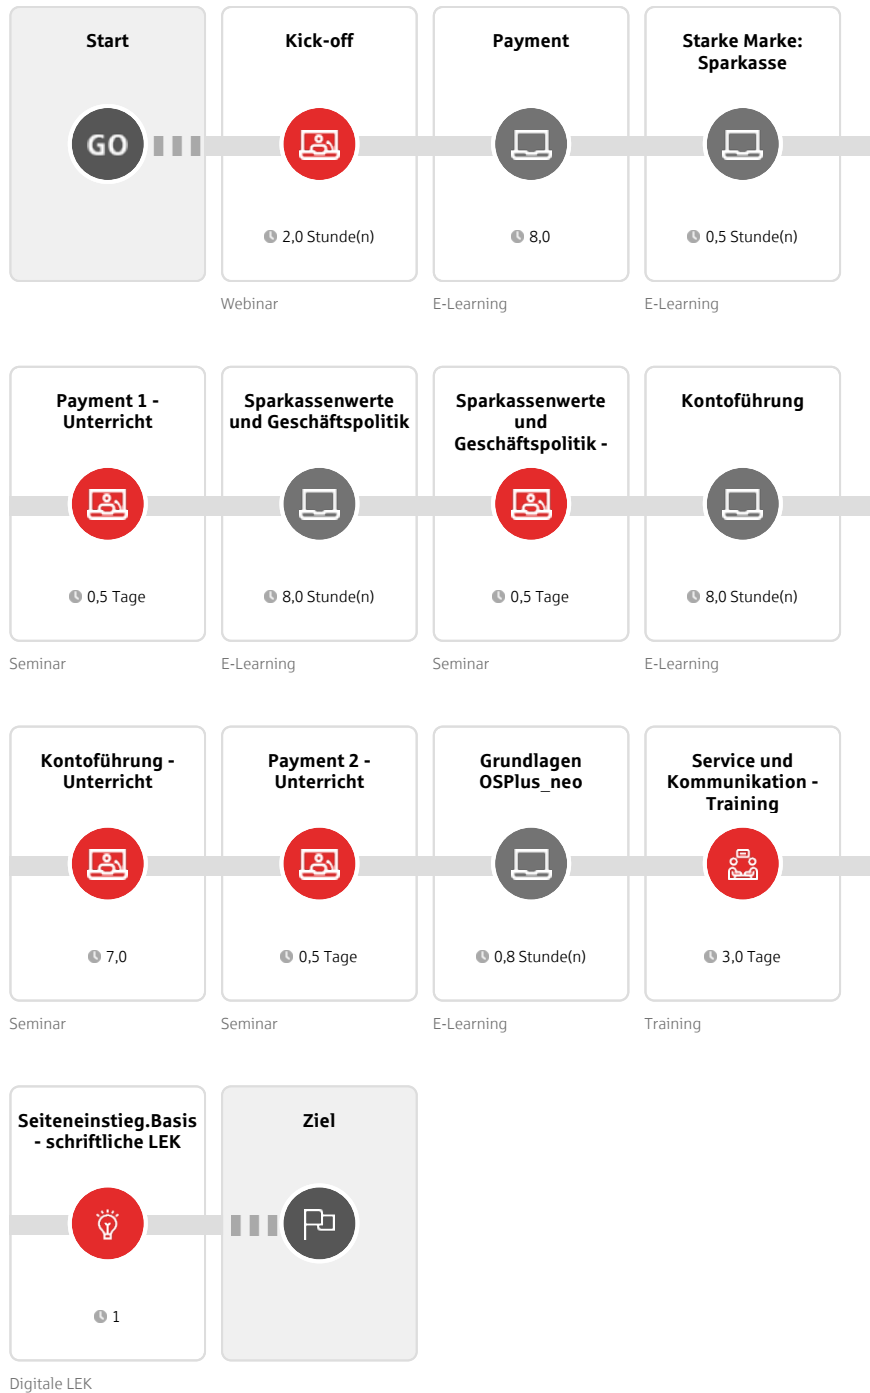 Start
GO
Kick-off
2,0 Stunde(n)
Webinar
Payment
8,0
E-Learning
Starke Marke:
Sparkasse
0,5 Stunde(n)
E-Learning
Payment 1 -
Unterricht
0,5 Tage
Seminar
Sparkassenwerte
und Geschäftspolitik
8,0 Stunde(n)
E-Learning
Sparkassenwerte
und
Geschäftspolitik -
0,5 Tage
Seminar
Kontoführung
8,0 Stunde(n)
E-Learning
Kontoführung -
Unterricht
7,0
Seminar
Payment 2 -
Unterricht
0,5 Tage
Seminar
Grundlagen
OSPlus_neo
0,8 Stunde(n)
E-Learning
Service und
Kommunikation -
Training
3,0 Tage
Training
Seiteneinstieg.Basis
- schriftliche LEK
1
Digitale LEK
Ziel